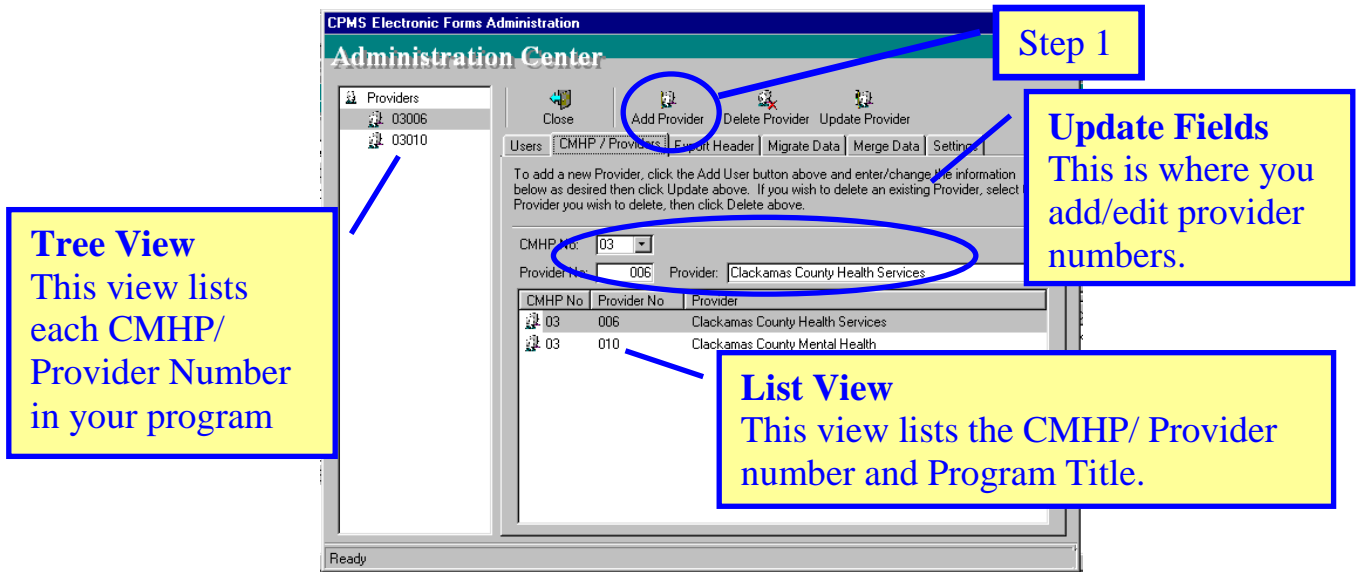 CPMS Electronic Forms Administration
Administration Center
Step 1
Providers
03006
03010
Close
Add Provider
Delete Provider
Update Provider
Users
CMHP / Providers
Export Header
Migrate Data
Merge Data
Settings
To add a new Provider, click the Add User button above and enter/change the information
below as desired then click Update above. If you wish to delete an existing Provider, select
Provider you wish to delete, then click Delete above.
CMHP No: 03
Provider No: 006 Provider: Clackamas County Health Services
CMHP No Provider No Provider
03 006 Clackamas County Health Services
03 010 Clackamas County Mental Health
Ready
Tree View
This view lists
each CMHP/
Provider Number
in your program
Update Fields
This is where you
add/edit provider
numbers.
List View
This view lists the CMHP/ Provider
number and Program Title.